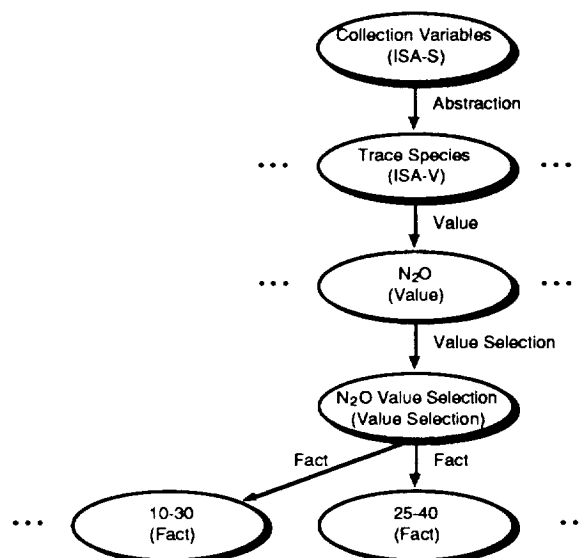 Collection Variables
(ISA-S)
Abstraction
... Trace Species ...
(ISA-V)
Value
... N₂O ...
(Value)
Value Selection
N₂O Value Selection
(Value Selection)
Fact Fact
... 10-30 25-40 ...
(Fact) (Fact)